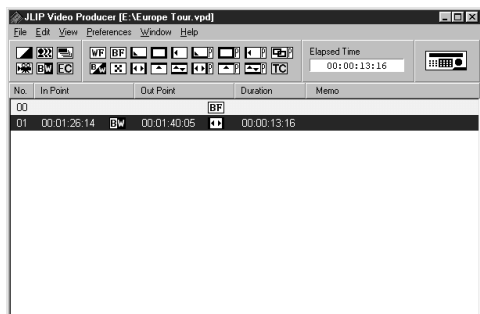 JLIP Video Producer [E:\Europe Tour.vpd]
File Edit View Preferences Window Help
WF BF P P P P Elapsed Time
BW EC B/W P P P TC 00:00:13:16
No. In Point Out Point Duration Memo
00 BF
01 00:01:26:14 BW 00:01:40:05 00:00:13:16